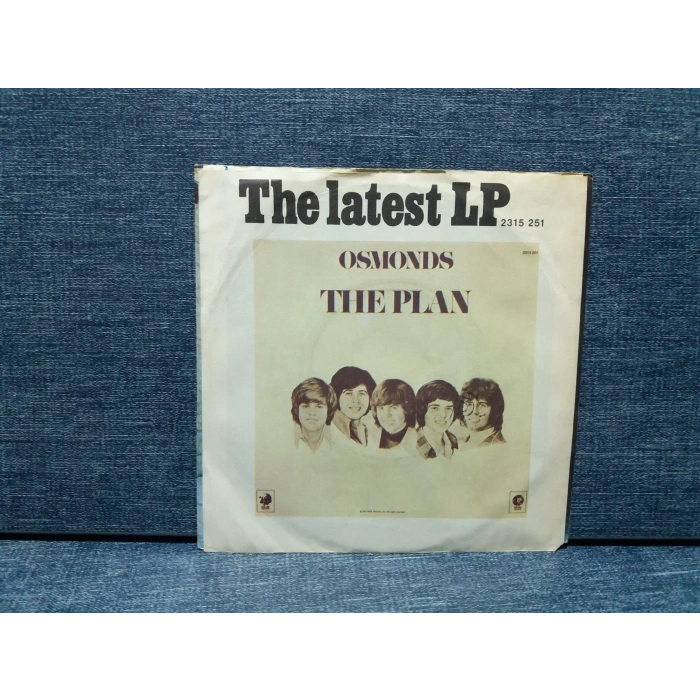 The latest LP 2315 251
OSMONDS
THE PLAN